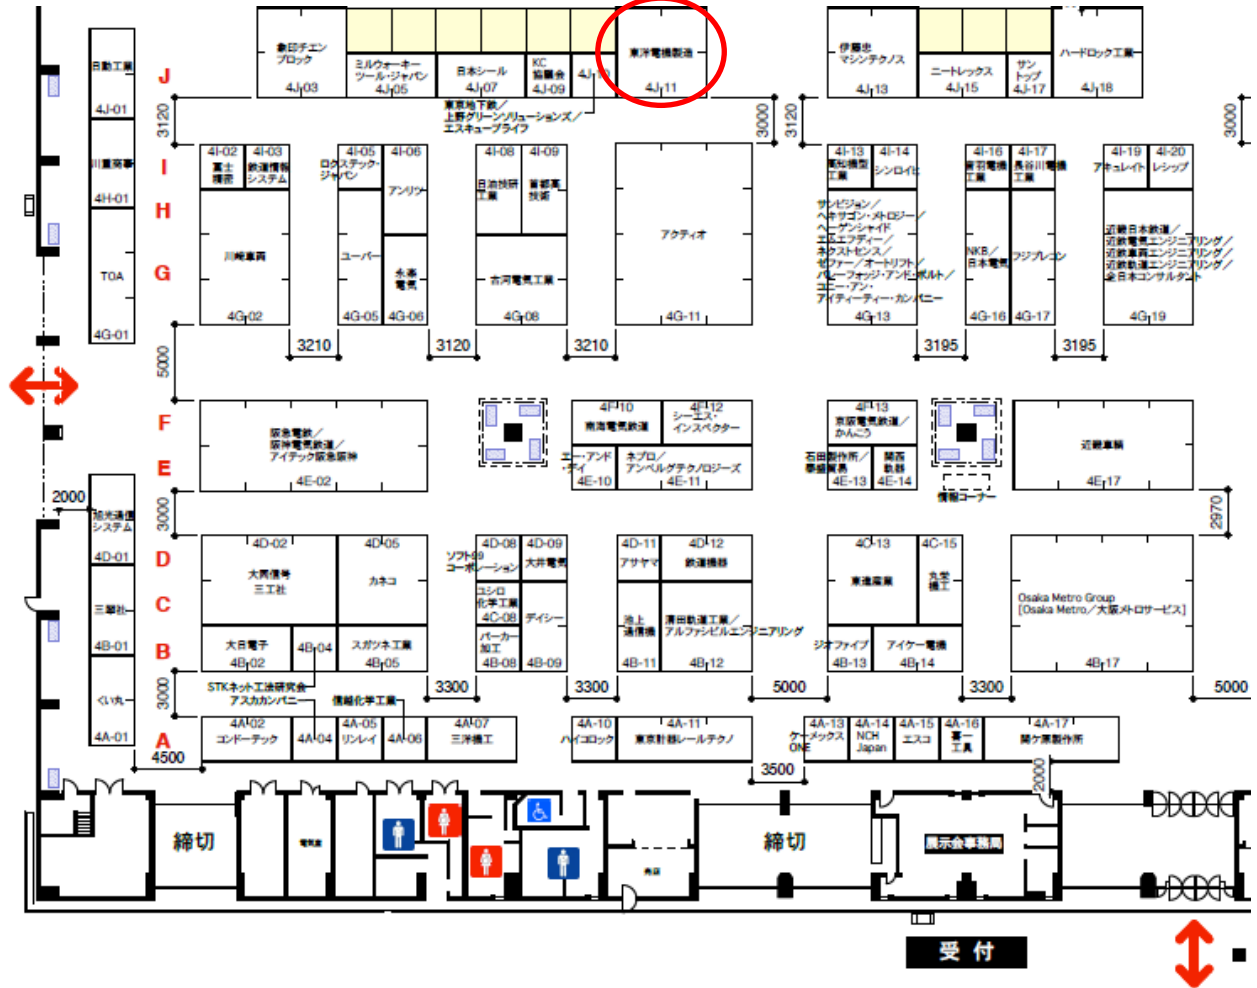 J
象印チエン
ブロック
4J-03
ミルウォーキー
ツール・ジャパン
4J-05
日本シール
4J-07
KC
協議会
4J-09
4J-10
東洋電機製造
4J-11
東京地下鉄／
上野グリーンソリューションズ／
エスキューブライフ
伊藤忠
マシンテクノス
4J-13
ニートレックス
4J-15
サン
トップ
4J-17
ハードロック工業
4J-18
日動工業
4J-01
川重商事
4H-01
TOA
4G-01
3120
3000
3120
3000
I
H
G
4I-02
富士
精密
4I-03
鉄道情報
システム
川崎車両
4G-02
4I-05
ロクステック・
ジャパン
4I-06
アンリツ
ユーパー
4G-05
永楽
電気
4G-06
4I-08
日油技研
工業
4I-09
首都高
技術
古河電気工業
4G-08
アクティオ
4G-11
4I-13
高知機型
工業
4I-14
シンロイヒ
サンビジョン／
ヘキサゴン・メトロジー／
ヘーゲンシャイド
エムエフディー／
ネクストセンス／
ゼファー／オートリフト／
パレーフォッジ・アンド・ボルト／
ユニー・アン・
アイティーティー・カンパニー
4G-13
4I-16
音羽電機
工業
4I-17
長谷川電機
工業
NKB／
日本電気
4G-16
フジプレコン
4G-17
4I-19
アキュレイト
4I-20
レシップ
近畿日本鉄道／
近鉄電気エンジニアリング／
近鉄車両エンジニアリング／
近鉄軌道エンジニアリング／
全日本コンサルタント
4G-19
3210
3120
3210
3195
3195
5000
F
E
阪急電鉄／
阪神電気鉄道／
アイテック阪急阪神
4E-02
4F-10
南海電気鉄道
4F-12
シーエス・
インスペクター
エー・アンド
・デイ
4E-10
ネプロ／
アンベルグテクノロジーズ
4E-11
4F-13
京阪電気鉄道／
かんこう
石田製作所／
泰盛貿易
4E-13
関西
軌器
4E-14
情報コーナー
近畿車輛
4E-17
2000
3000
2970
旭光通信
システム
4D-01
三翠社
4B-01
くい丸
4A-01
D
C
B
4D-02
大同信号
三工社
4D-05
カネコ
大日電子
4B-02
4B-04
スガツネ工業
4B-05
4D-08
ソフト99
コーポレーション
4D-09
大井電気
ユシロ
化学工業
4C-08
デイシー
パーカー
加工
4B-08
4B-09
4D-11
アサヤマ
4D-12
鉄道機器
池上
通信機
4B-11
清田軌道工業／
アルファシビルエンジニアリング
4B-12
4C-13
東進産業
4C-15
丸栄
機工
ジオファイブ
4B-13
アイケー電機
4B-14
Osaka Metro Group
[Osaka Metro／大阪メトロサービス]
4B-17
3000
STKネット工法研究会
アスカカンパニー
信越化学工業
3300
3300
5000
3300
5000
A
4A-02
コンドーテック
4A-04
4A-05
リンレイ
4A-06
4A-07
三洋機工
4A-10
ハイコロック
4A-11
東京計器レールテクノ
4A-13
ケーメックス
ONE
4A-14
NCH
Japan
4A-15
エスコ
4A-16
喜一
工具
4A-17
関ケ原製作所
4500
3500
2000
締切
電気室
売店
締切
展示会事務局
受付